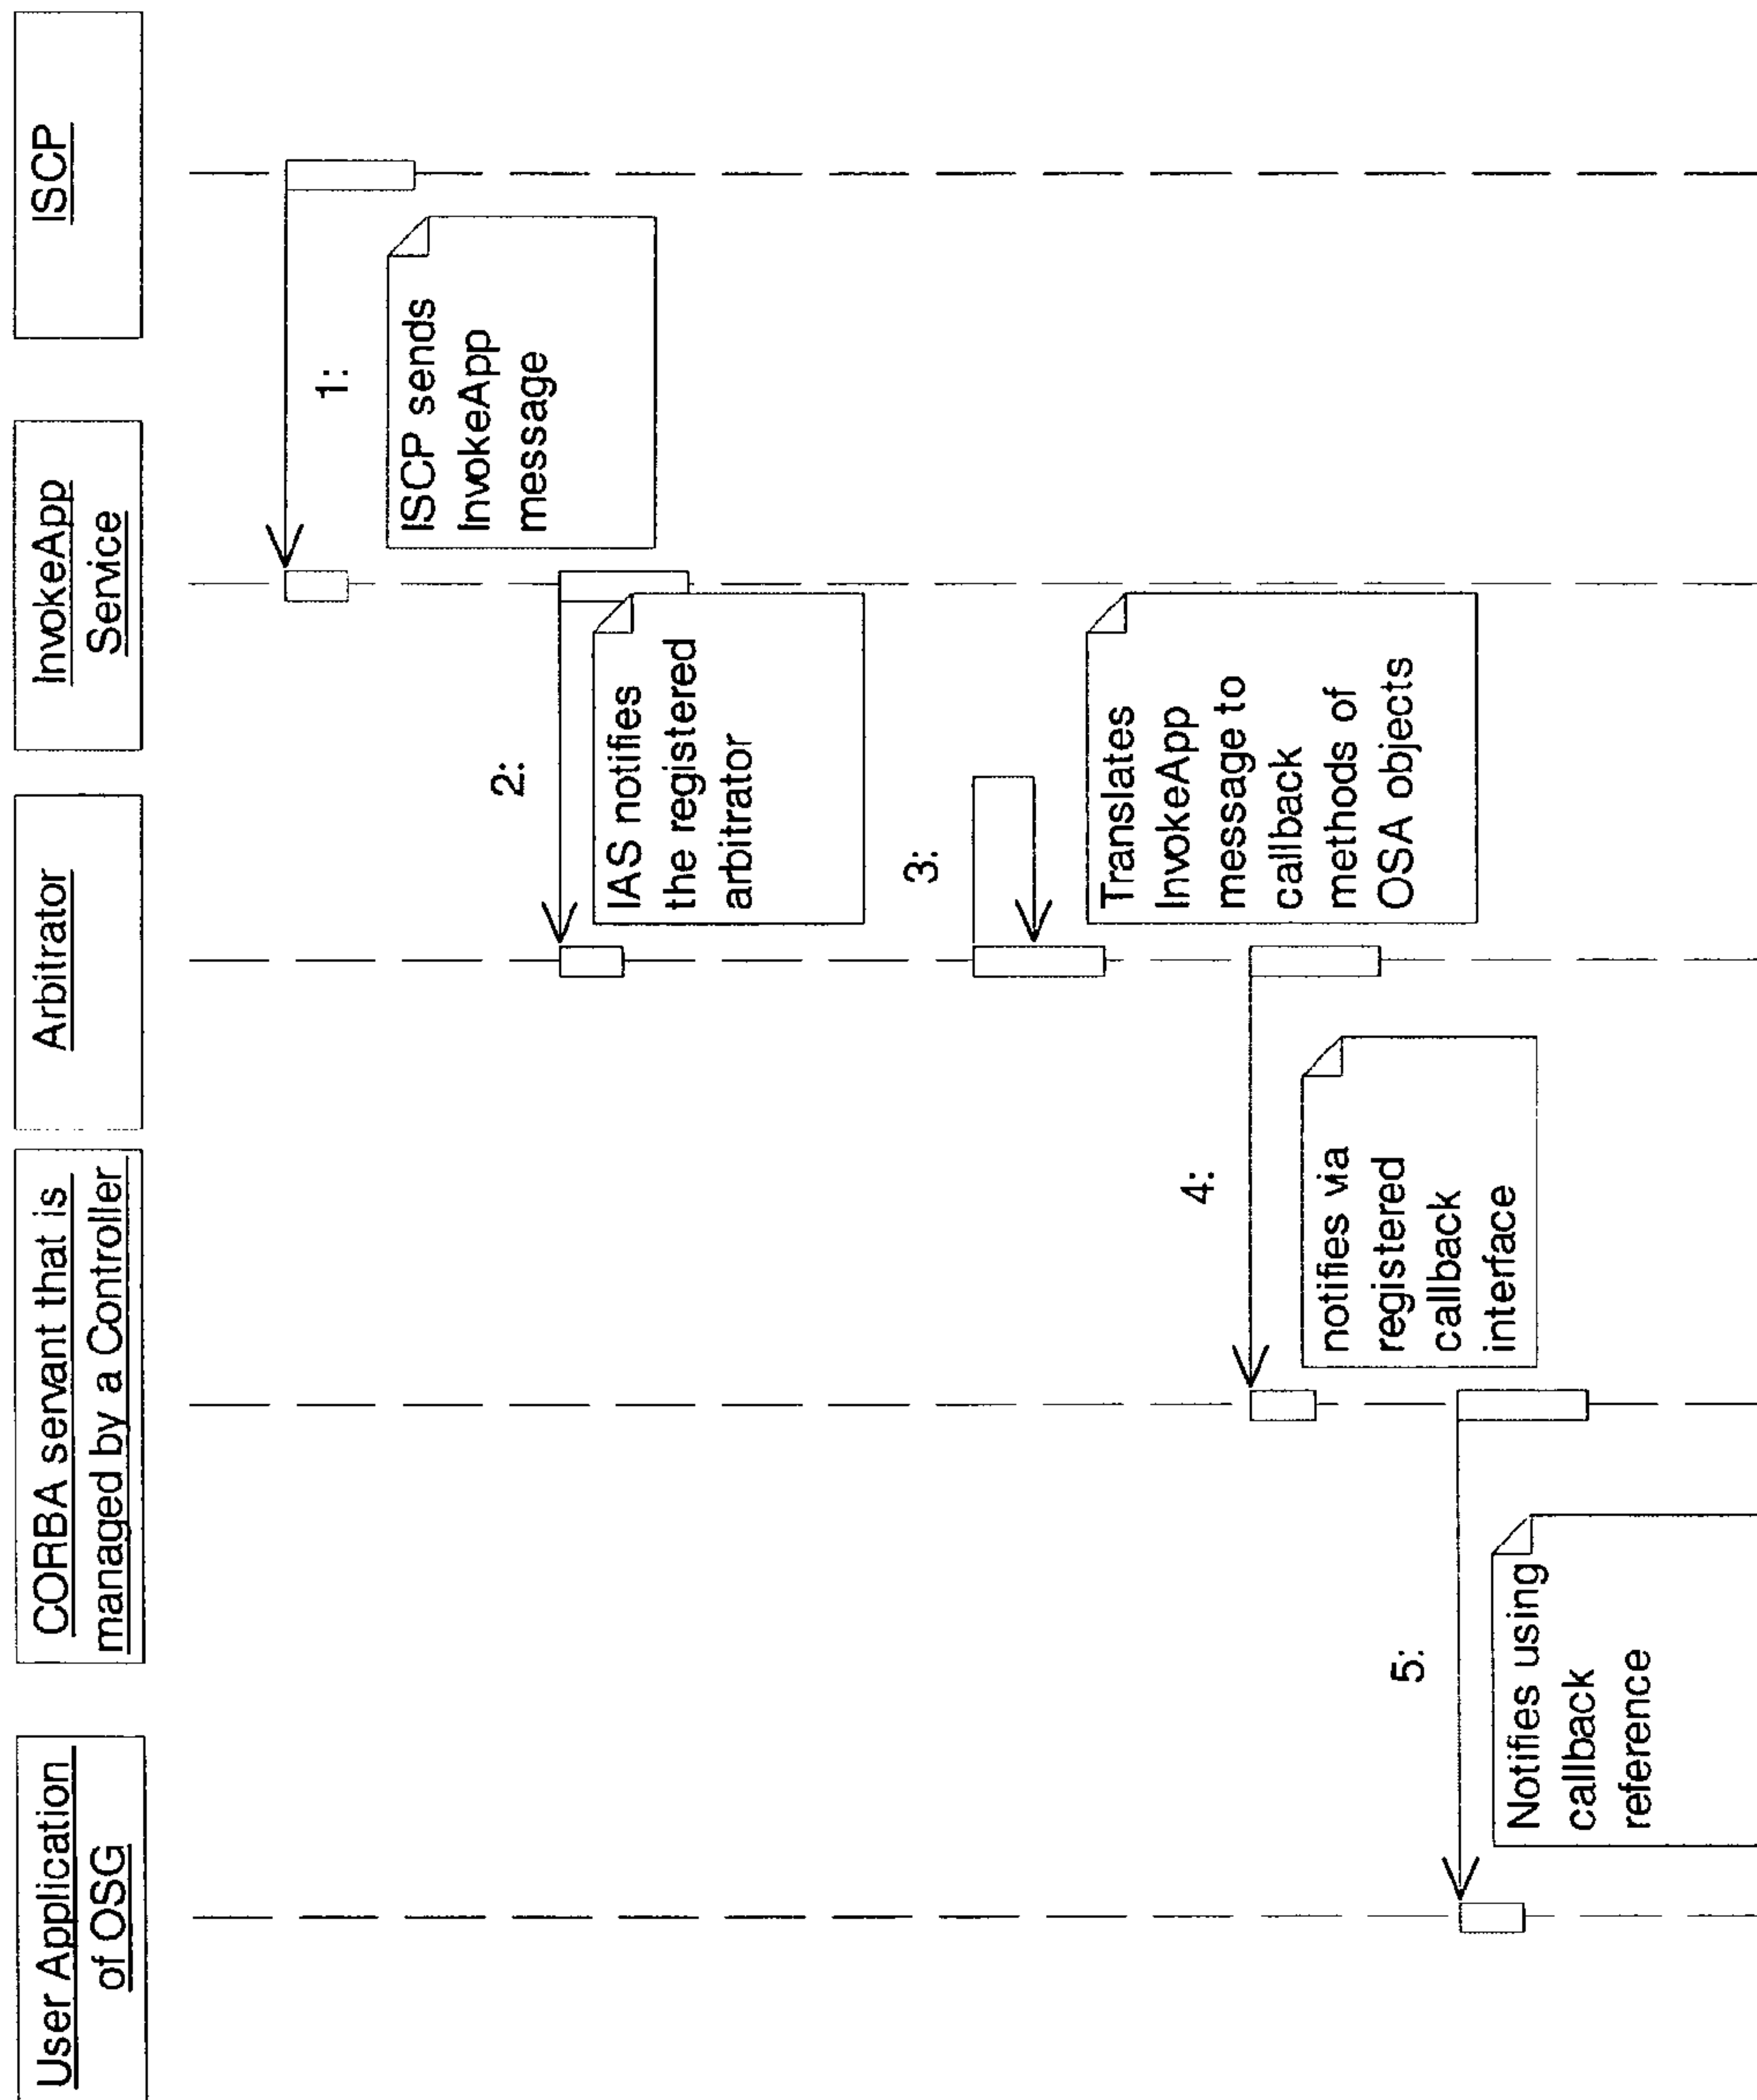 User Application
of OSG
CORBA servant that is
managed by a Controller
Arbitrator
InvokeApp
Service
ISCP
1:
ISCP sends
InvokeApp
message
2:
IAS notifies
the registered
arbitrator
3:
Translates
InvokeApp
message to
callback
methods of
OSA objects
4:
notifies via
registered
callback
interface
5:
Notifies using
callback
reference